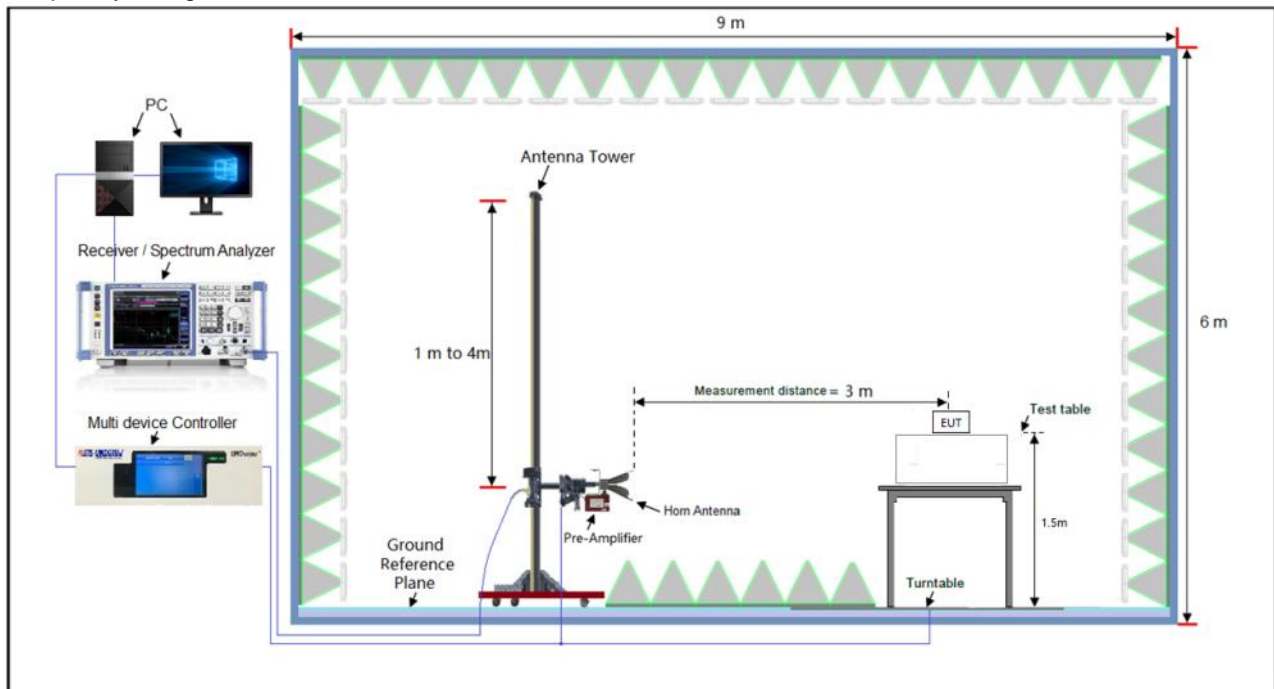 9 m
PC
Antenna Tower
Receiver / Spectrum Analyzer
6 m
1 m to 4m
Measurement distance = 3 m
Test table
EUT
Multi device Controller
Horn Antenna
1.5m
Pre-Amplifier
Ground
Reference
Plane
Turntable